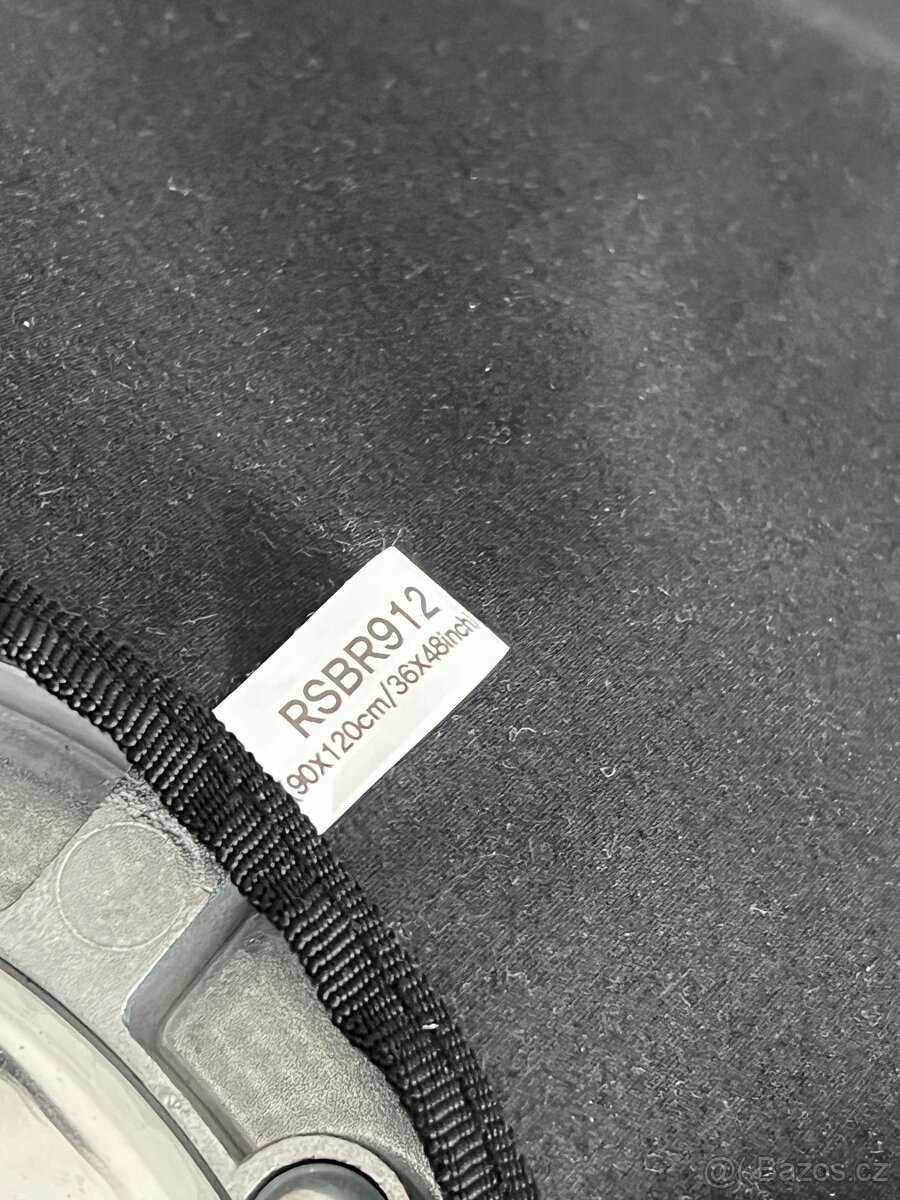 RSBR912
(90X120cm/36X48inch)
@( Bazos.cz